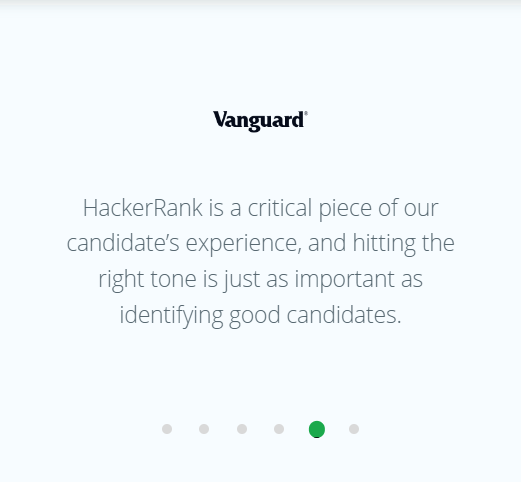 Vanguard®
HackerRank is a critical piece of our
candidate’s experience, and hitting the
right tone is just as important as
identifying good candidates.